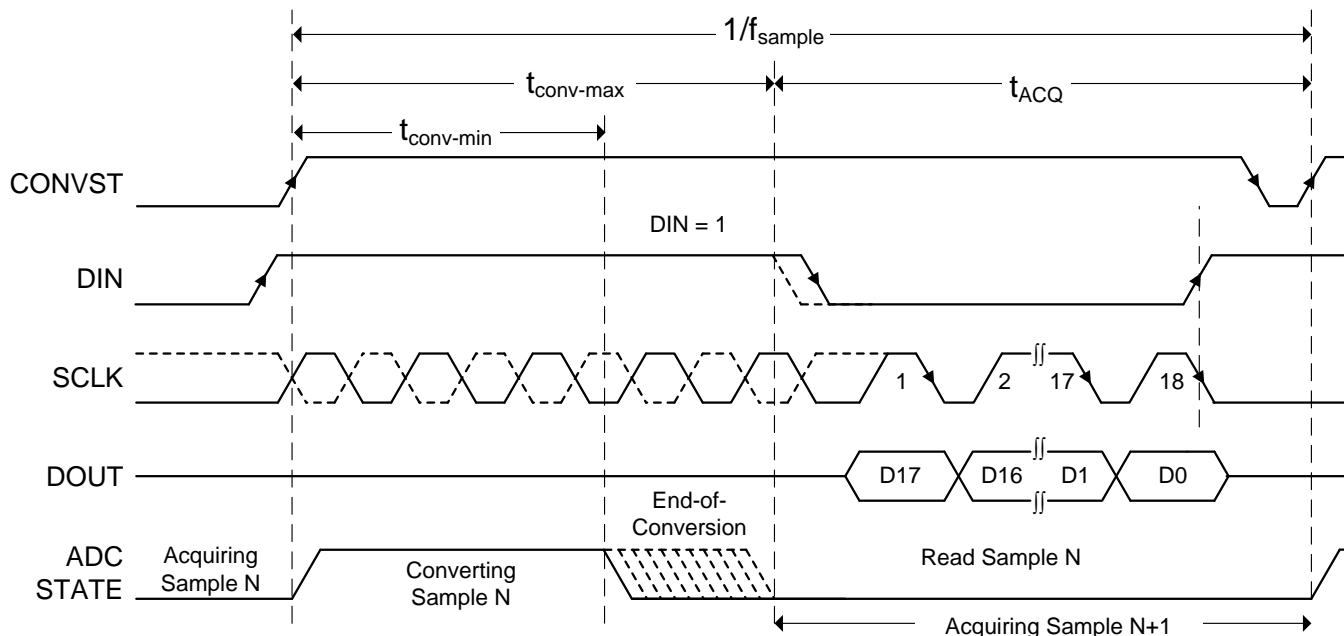 1/fsample
tconv-max
tACQ
tconv-min
CONVST
DIN = 1
DIN
SCLK
1
2
17
18
DOUT
D17
D16
D1
D0
End-of-
Conversion
ADC
STATE
Acquiring
Sample N
Converting
Sample N
Read Sample N
Acquiring Sample N+1